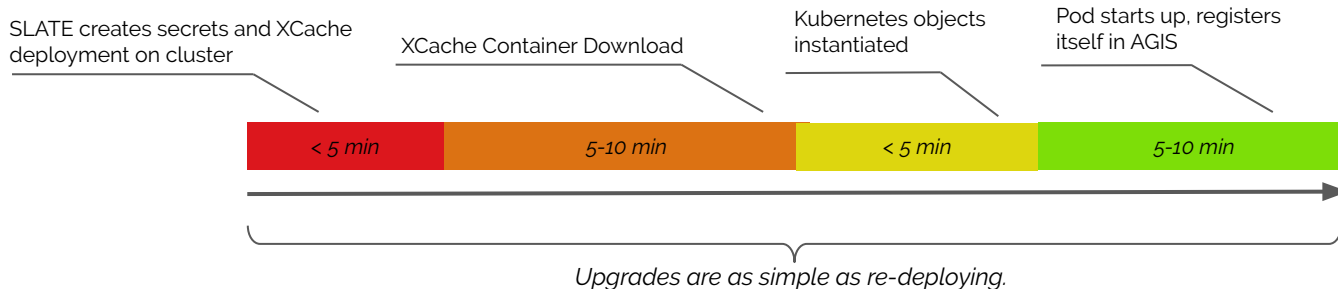 SLATE creates secrets and XCache
deployment on cluster
XCache Container Download
Kubernetes objects
instantiated
Pod starts up, registers
itself in AGIS
< 5 min
5-10 min
< 5 min
5-10 min
Upgrades are as simple as re-deploying.